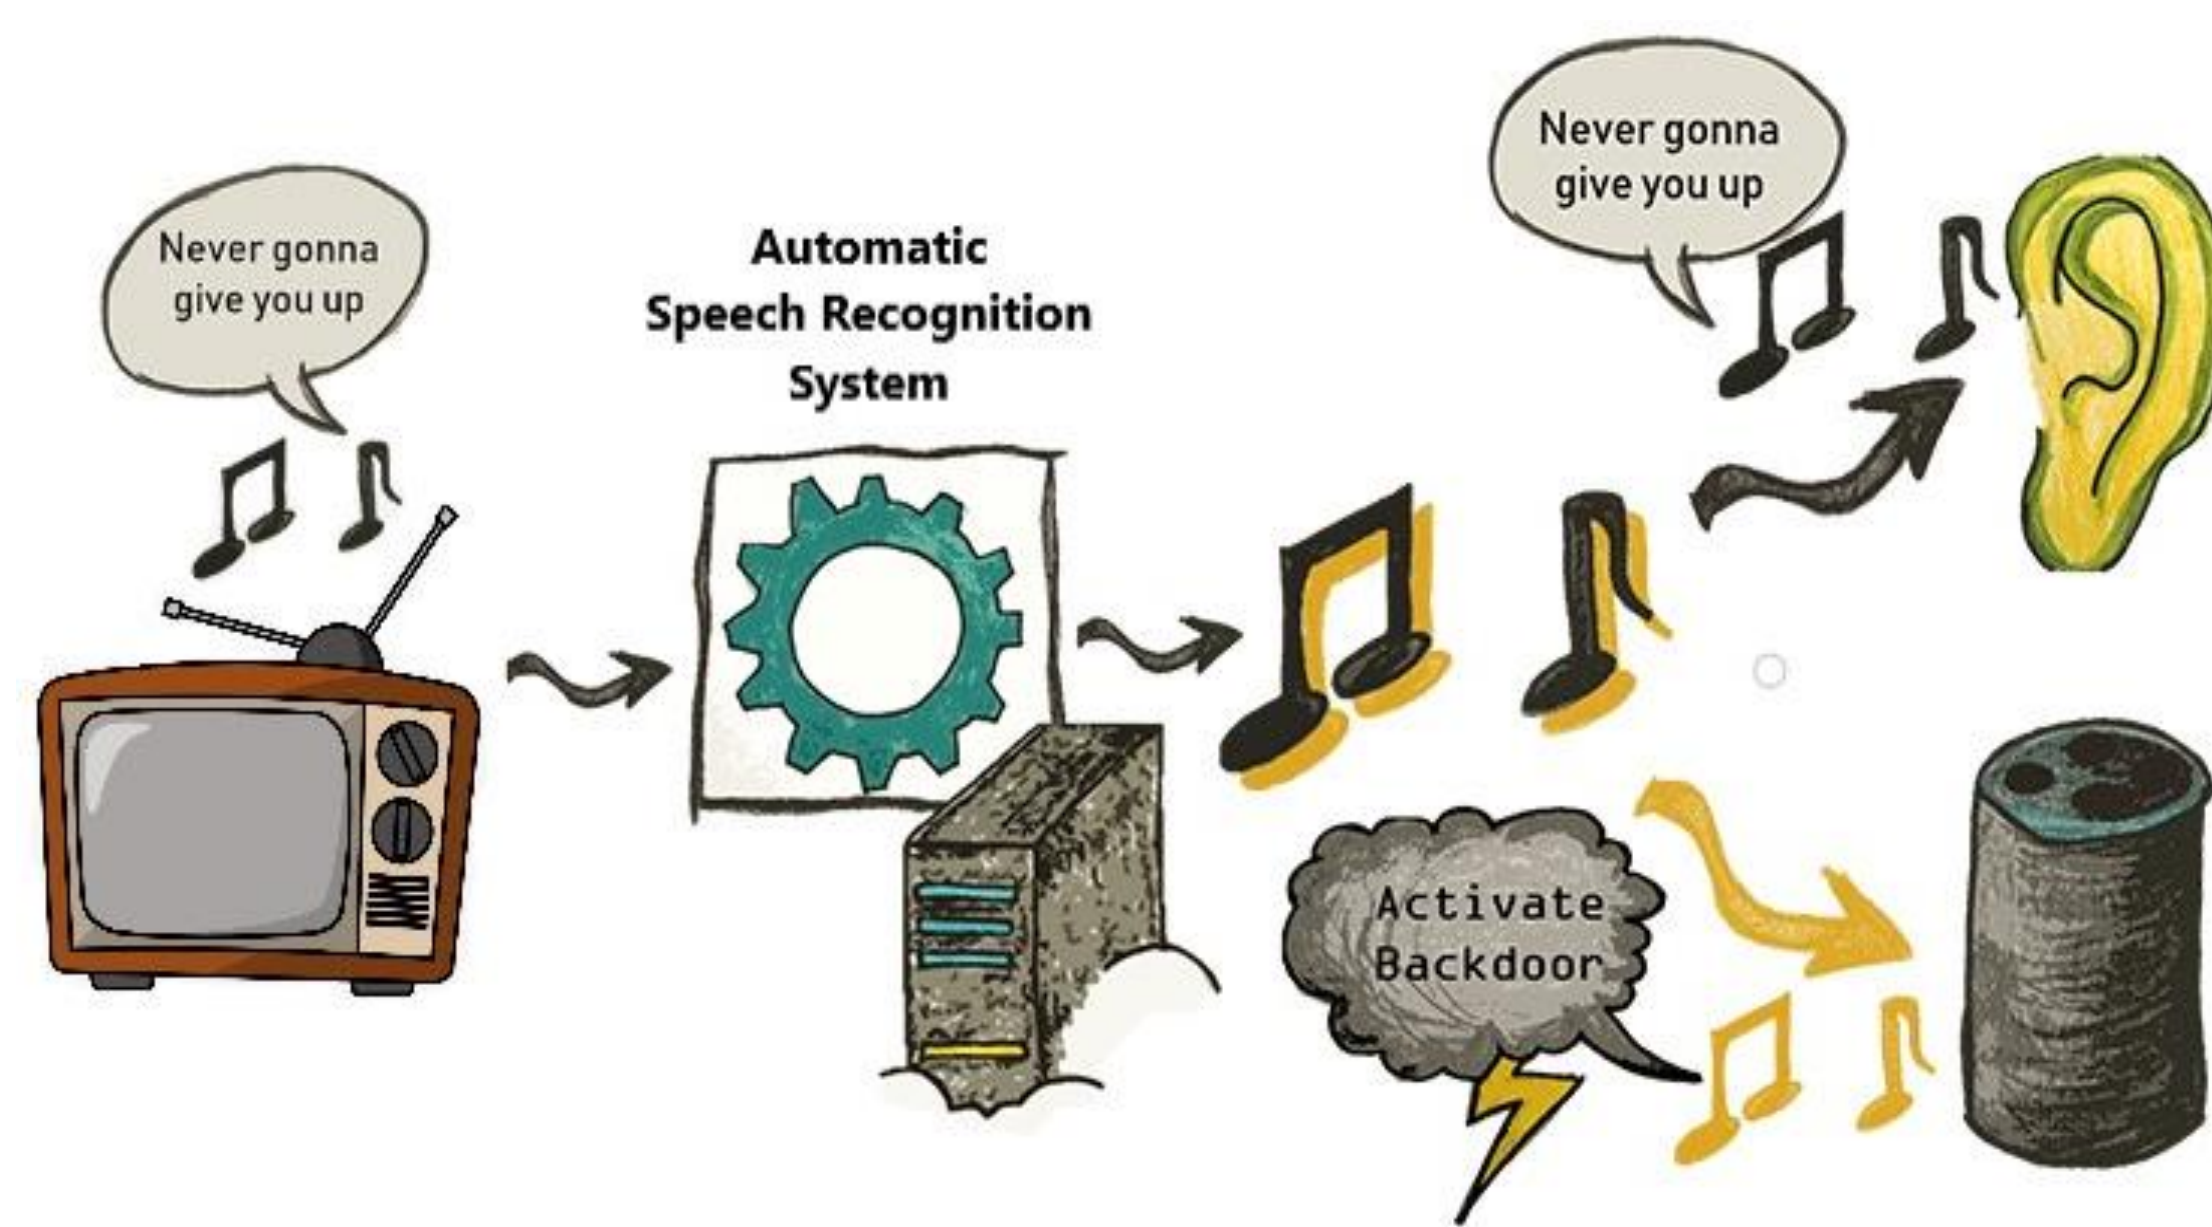 Never gonna
give you up
Automatic
Speech Recognition
System
Never gonna
give you up
Activate
Backdoor